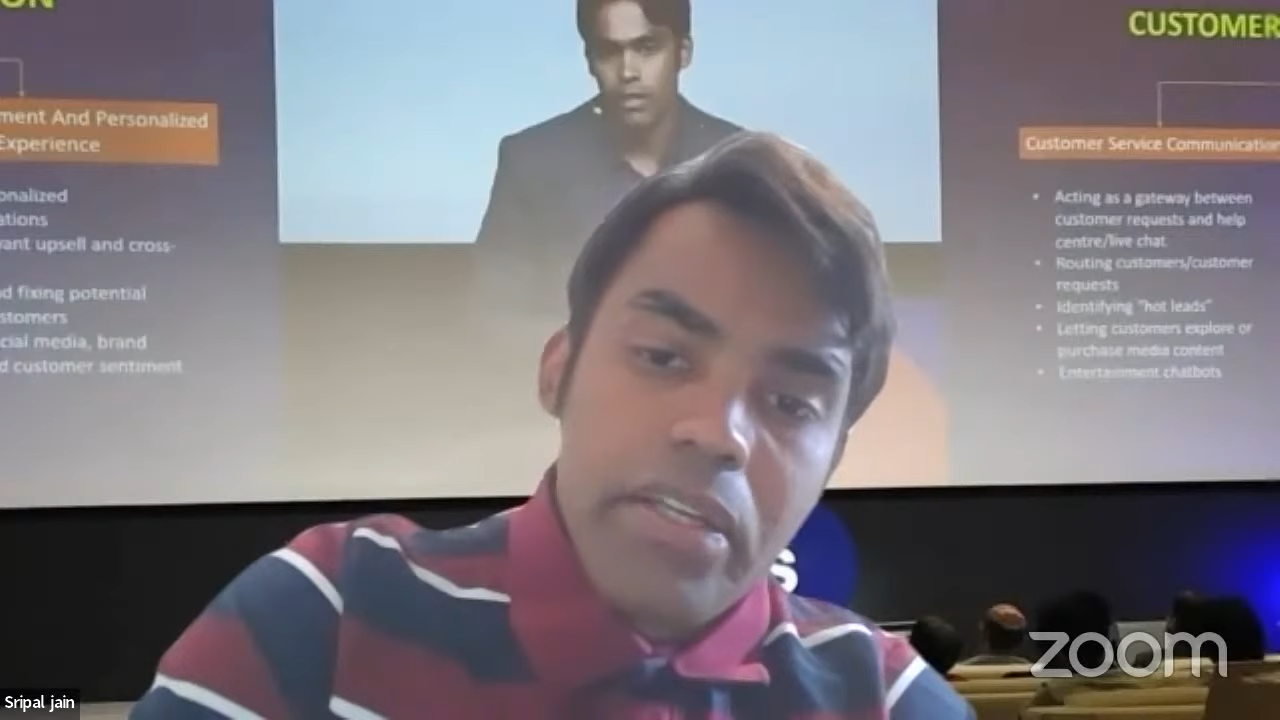 ON
ment And Personalized
Experience
onalized
ations
vant upsell and cross-
d fixing potential
stomers
cial media, brand
d customer sentiment
CUSTOMER
Customer Service Communication
• Acting as a gateway between
customer requests and help
centre/live chat
• Routing customers/customer
requests
• Identifying "hot leads"
• Letting customers explore or
purchase media content
• Entertainment chatbots
s
zoom
Sripal jain